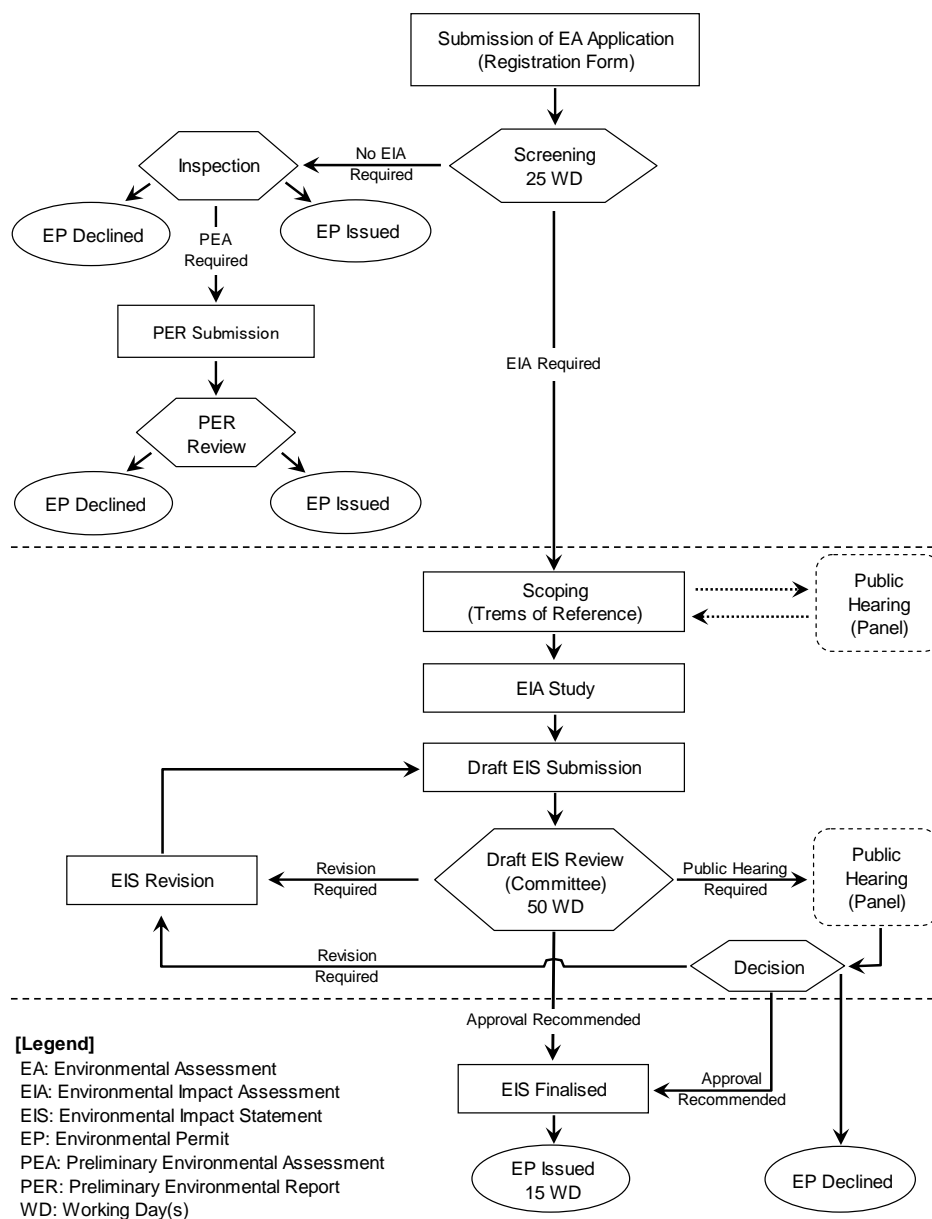 Submission of EA Application
(Registration Form)
Screening
25 WD
No EIA
Required
Inspection
EP Declined
EP Issued
PEA
Required
PER Submission
PER
Review
EP Declined
EP Issued
EIA Required
Scoping
(Trems of Reference)
Public
Hearing
(Panel)
EIA Study
Draft EIS Submission
Draft EIS Review
(Committee)
50 WD
Revision
Required
EIS Revision
Public Hearing
Required
Public
Hearing
(Panel)
Decision
Revision
Required
Approval Recommended
EIS Finalised
Approval
Recommended
EP Issued
15 WD
EP Declined
[Legend]
EA: Environmental Assessment
EIA: Environmental Impact Assessment
EIS: Environmental Impact Statement
EP: Environmental Permit
PEA: Preliminary Environmental Assessment
PER: Preliminary Environmental Report
WD: Working Day(s)